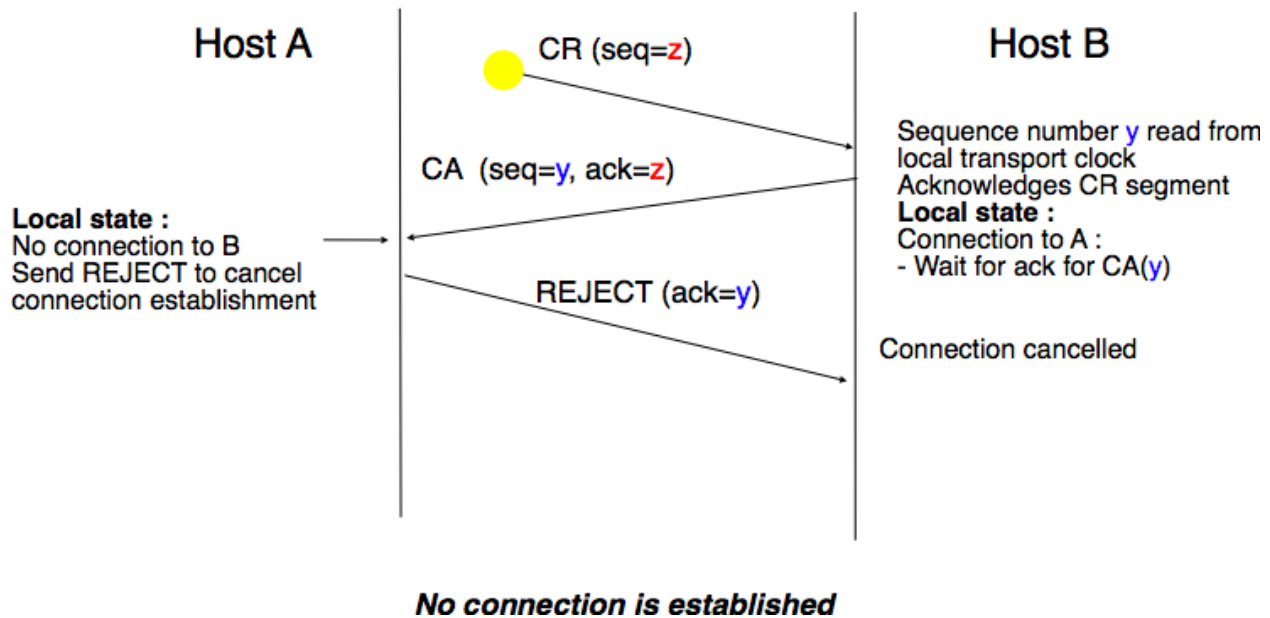 Host A
CR (seq=z)
Host B
Sequence number y read from
local transport clock
Acknowledges CR segment
Local state :
Connection to A :
- Wait for ack for CA(y)
CA  (seq=y, ack=z)
Local state :
No connection to B
Send REJECT to cancel
connection establishment
REJECT (ack=y)
Connection cancelled
No connection is established